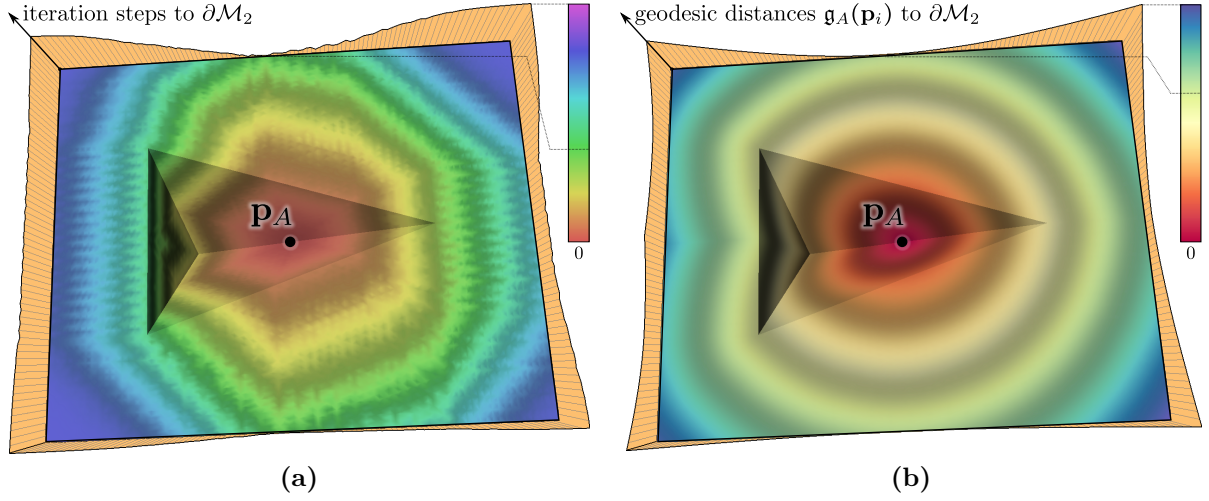 iteration steps to ∂ℳ₂
p_A
0
(a)
geodesic distances 𝔤_A(p_i) to ∂ℳ₂
p_A
0
(b)